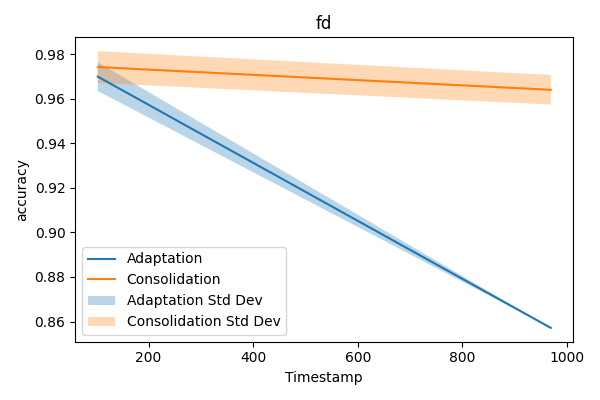 fd
accuracy
0.98
0.96
0.94
0.92
0.90
0.88
0.86
Adaptation
Consolidation
Adaptation Std Dev
Consolidation Std Dev
200 400 600 800 1000
Timestamp